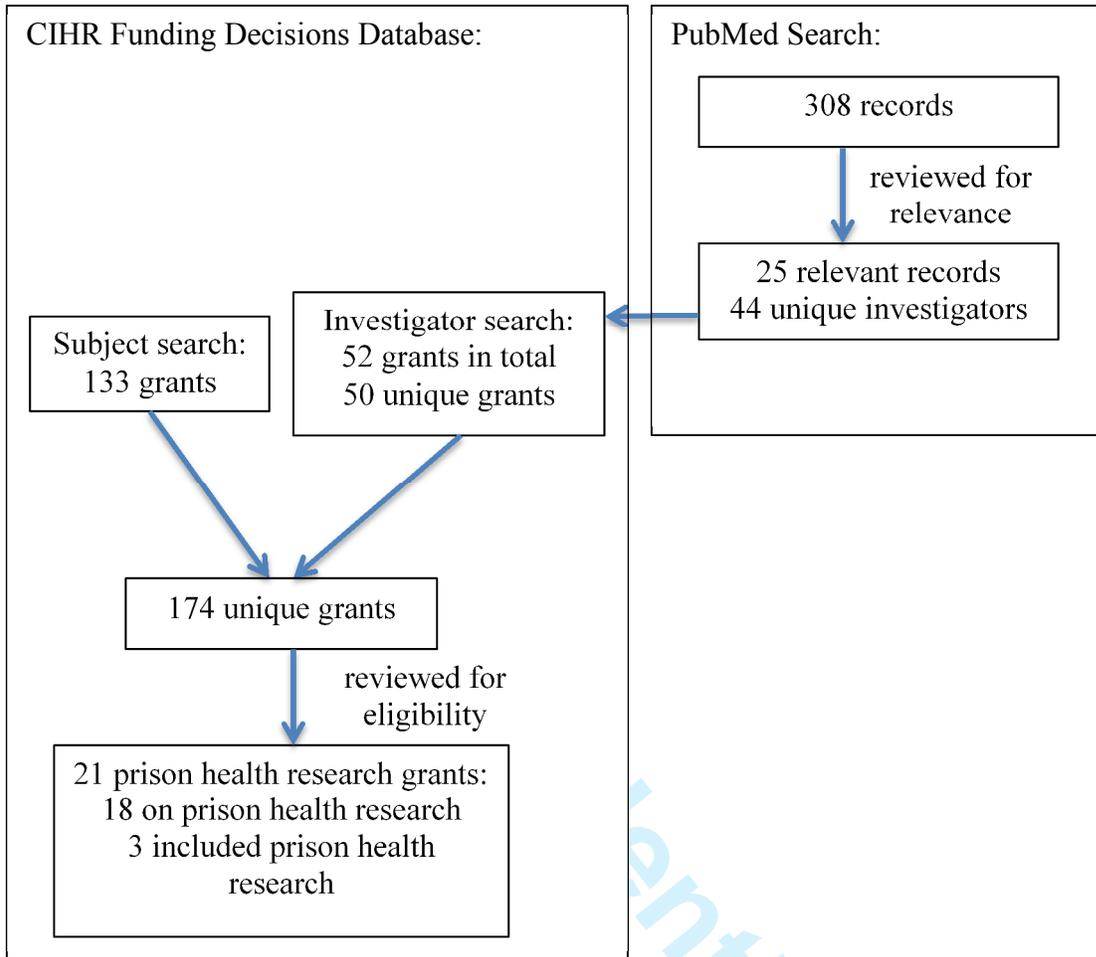 CIHR Funding Decisions Database:
PubMed Search:
308 records
reviewed for
relevance
25 relevant records
44 unique investigators
Investigator search:
52 grants in total
50 unique grants
Subject search:
133 grants
174 unique grants
reviewed for
eligibility
21 prison health research grants:
18 on prison health research
3 included prison health
research